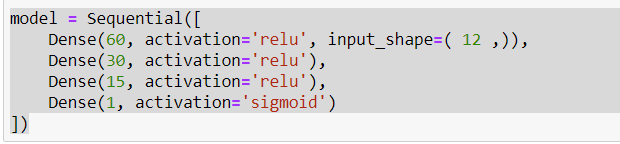 model = Sequential([
    Dense(60, activation='relu', input_shape=( 12 ,)),
    Dense(30, activation='relu'),
    Dense(15, activation='relu'),
    Dense(1, activation='sigmoid')
])